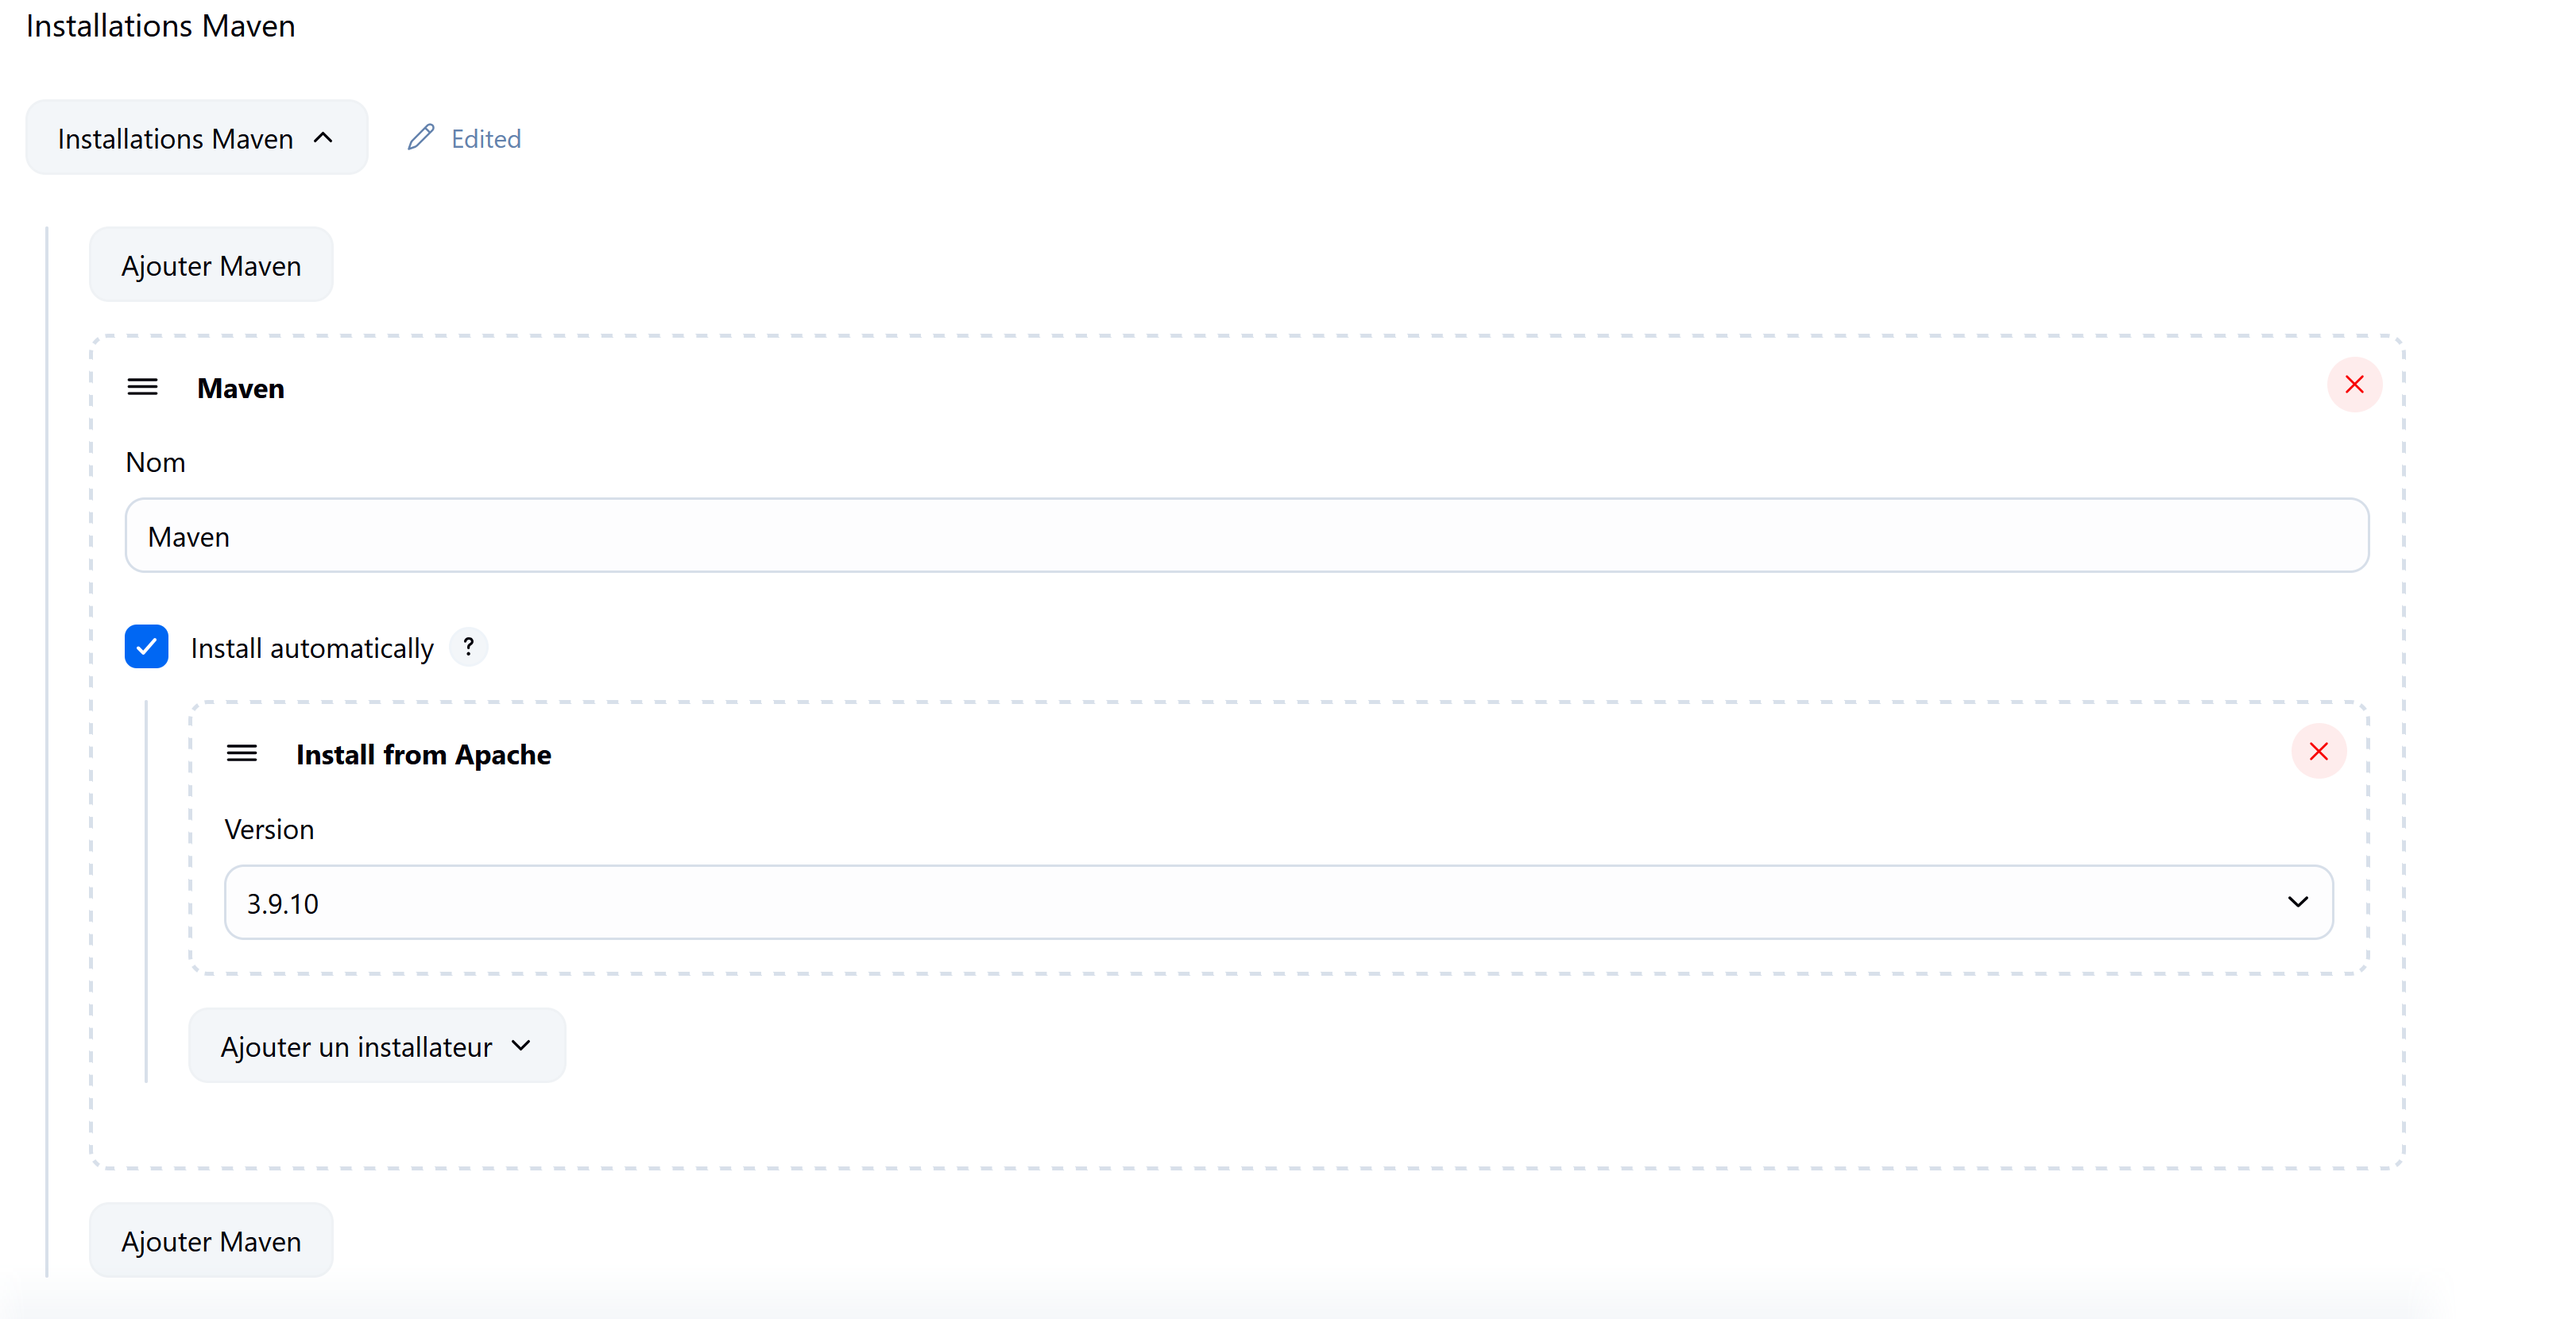 Installations Maven
Installations Maven
Edited
Ajouter Maven
Maven
Nom
Maven
Install automatically ?
Install from Apache
Version
3.9.10
Ajouter un installateur
Ajouter Maven